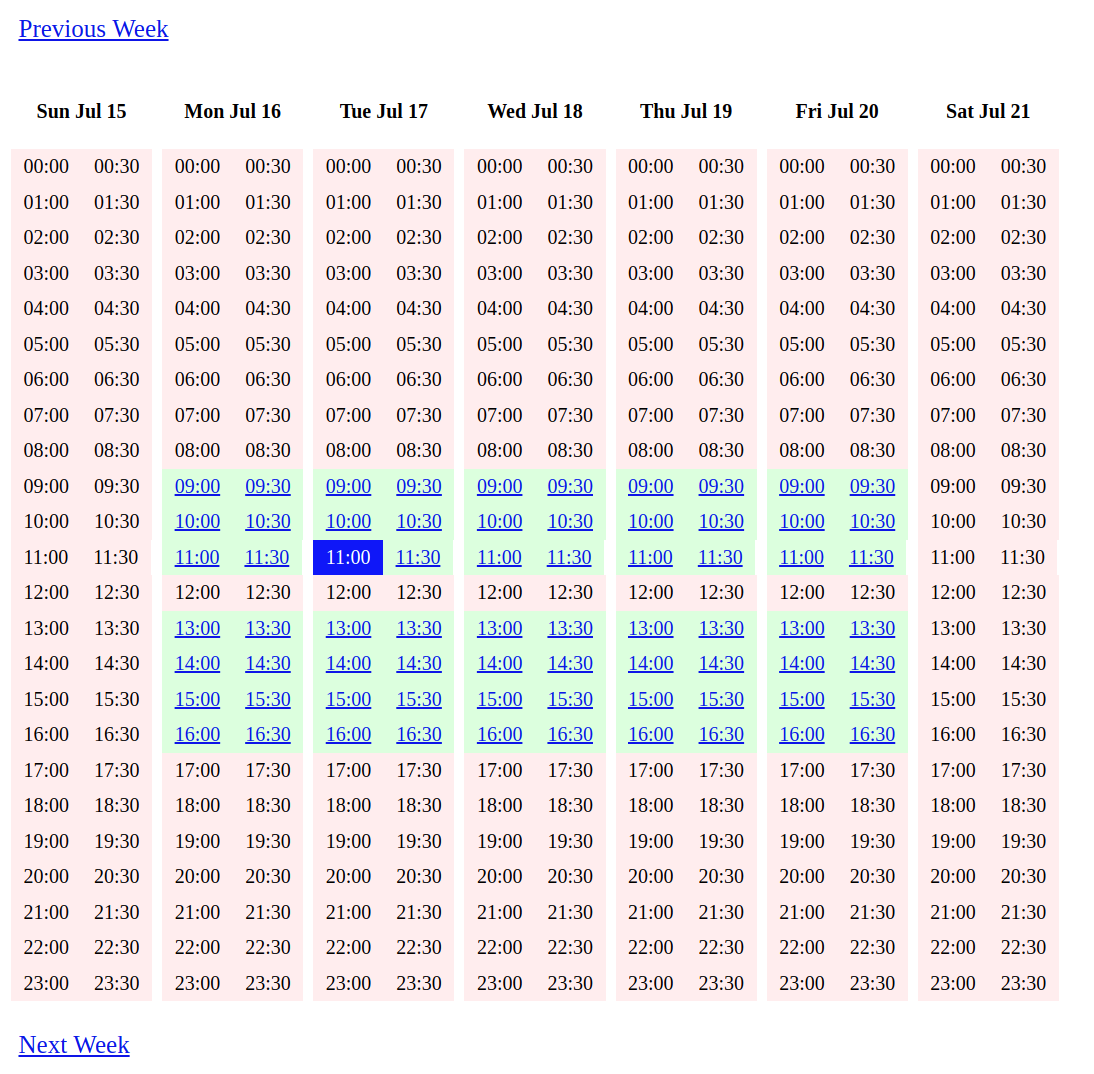 Previous Week
Sun Jul 15 Mon Jul 16 Tue Jul 17 Wed Jul 18 Thu Jul 19 Fri Jul 20 Sat Jul 21
00:00 00:30 00:00 00:30 00:00 00:30 00:00 00:30 00:00 00:30 00:00 00:30 00:00 00:30
01:00 01:30 01:00 01:30 01:00 01:30 01:00 01:30 01:00 01:30 01:00 01:30 01:00 01:30
02:00 02:30 02:00 02:30 02:00 02:30 02:00 02:30 02:00 02:30 02:00 02:30 02:00 02:30
03:00 03:30 03:00 03:30 03:00 03:30 03:00 03:30 03:00 03:30 03:00 03:30 03:00 03:30
04:00 04:30 04:00 04:30 04:00 04:30 04:00 04:30 04:00 04:30 04:00 04:30 04:00 04:30
05:00 05:30 05:00 05:30 05:00 05:30 05:00 05:30 05:00 05:30 05:00 05:30 05:00 05:30
06:00 06:30 06:00 06:30 06:00 06:30 06:00 06:30 06:00 06:30 06:00 06:30 06:00 06:30
07:00 07:30 07:00 07:30 07:00 07:30 07:00 07:30 07:00 07:30 07:00 07:30 07:00 07:30
08:00 08:30 08:00 08:30 08:00 08:30 08:00 08:30 08:00 08:30 08:00 08:30 08:00 08:30
09:00 09:30 09:00 09:30 09:00 09:30 09:00 09:30 09:00 09:30 09:00 09:30 09:00 09:30
10:00 10:30 10:00 10:30 10:00 10:30 10:00 10:30 10:00 10:30 10:00 10:30 10:00 10:30
11:00 11:30 11:00 11:30 11:00 11:30 11:00 11:30 11:00 11:30 11:00 11:30 11:00 11:30
12:00 12:30 12:00 12:30 12:00 12:30 12:00 12:30 12:00 12:30 12:00 12:30 12:00 12:30
13:00 13:30 13:00 13:30 13:00 13:30 13:00 13:30 13:00 13:30 13:00 13:30 13:00 13:30
14:00 14:30 14:00 14:30 14:00 14:30 14:00 14:30 14:00 14:30 14:00 14:30 14:00 14:30
15:00 15:30 15:00 15:30 15:00 15:30 15:00 15:30 15:00 15:30 15:00 15:30 15:00 15:30
16:00 16:30 16:00 16:30 16:00 16:30 16:00 16:30 16:00 16:30 16:00 16:30 16:00 16:30
17:00 17:30 17:00 17:30 17:00 17:30 17:00 17:30 17:00 17:30 17:00 17:30 17:00 17:30
18:00 18:30 18:00 18:30 18:00 18:30 18:00 18:30 18:00 18:30 18:00 18:30 18:00 18:30
19:00 19:30 19:00 19:30 19:00 19:30 19:00 19:30 19:00 19:30 19:00 19:30 19:00 19:30
20:00 20:30 20:00 20:30 20:00 20:30 20:00 20:30 20:00 20:30 20:00 20:30 20:00 20:30
21:00 21:30 21:00 21:30 21:00 21:30 21:00 21:30 21:00 21:30 21:00 21:30 21:00 21:30
22:00 22:30 22:00 22:30 22:00 22:30 22:00 22:30 22:00 22:30 22:00 22:30 22:00 22:30
23:00 23:30 23:00 23:30 23:00 23:30 23:00 23:30 23:00 23:30 23:00 23:30 23:00 23:30
Next Week